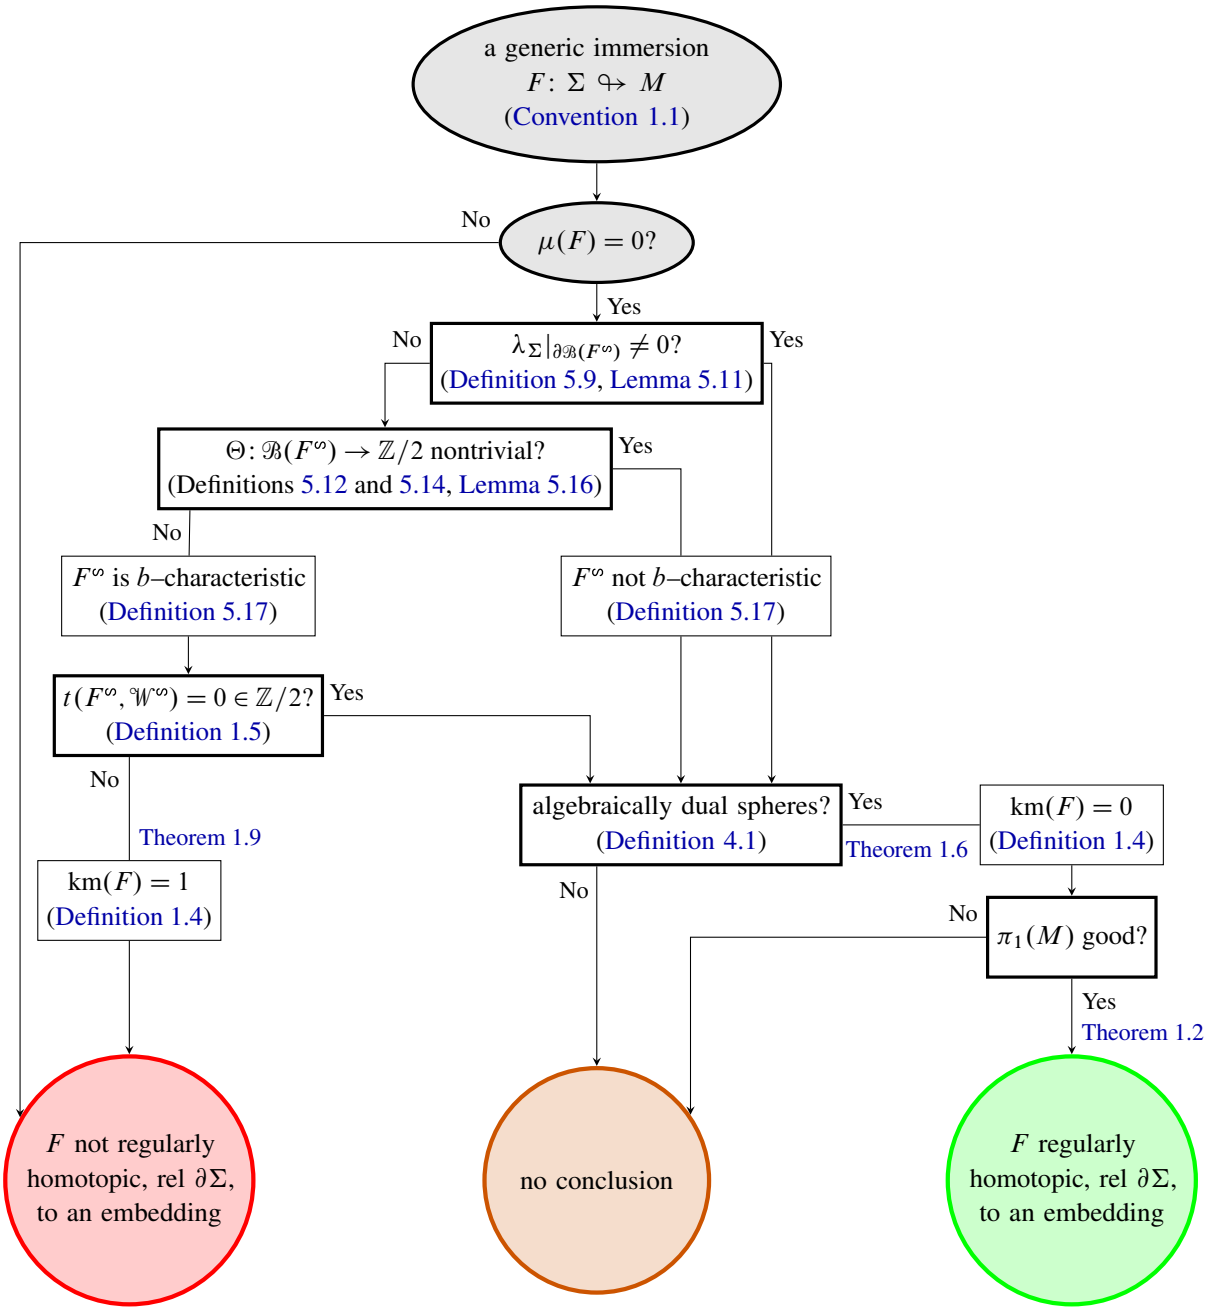 a generic immersion
F: Σ ↬ M
(Convention 1.1)
No
μ(F) = 0?
Yes
No
λ_Σ|_{∂ℬ(F^∽)} ≠ 0?
Yes
(Definition 5.9, Lemma 5.11)
Θ: ℬ(F^∽) → ℤ/2 nontrivial?
Yes
(Definitions 5.12 and 5.14, Lemma 5.16)
No
F^∽ is b–characteristic
(Definition 5.17)
F^∽ not b–characteristic
(Definition 5.17)
t(F^∽, 𝒲^∽) = 0 ∈ ℤ/2?
Yes
(Definition 1.5)
No
Theorem 1.9
km(F) = 1
(Definition 1.4)
algebraically dual spheres?
(Definition 4.1)
Yes
Theorem 1.6
No
km(F) = 0
(Definition 1.4)
No
π₁(M) good?
Yes
Theorem 1.2
F not regularly
homotopic, rel ∂Σ,
to an embedding
no conclusion
F regularly
homotopic, rel ∂Σ,
to an embedding